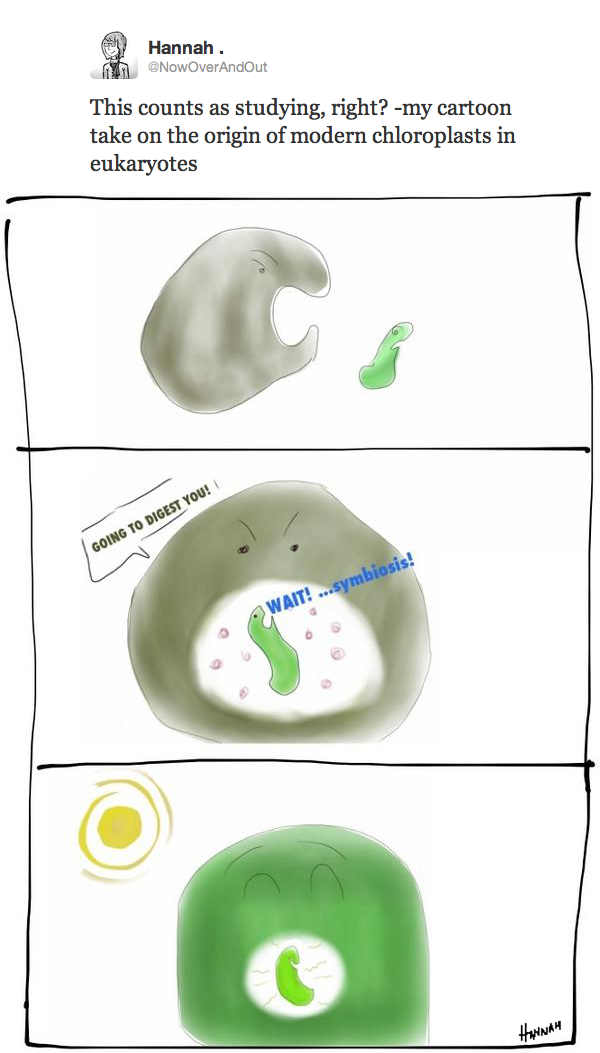 Hannah .
@NowOverAndOut
This counts as studying, right? -my cartoon
take on the origin of modern chloroplasts in
eukaryotes
GOING TO DIGEST YOU!
WAIT! ...symbiosis!
HANNAH